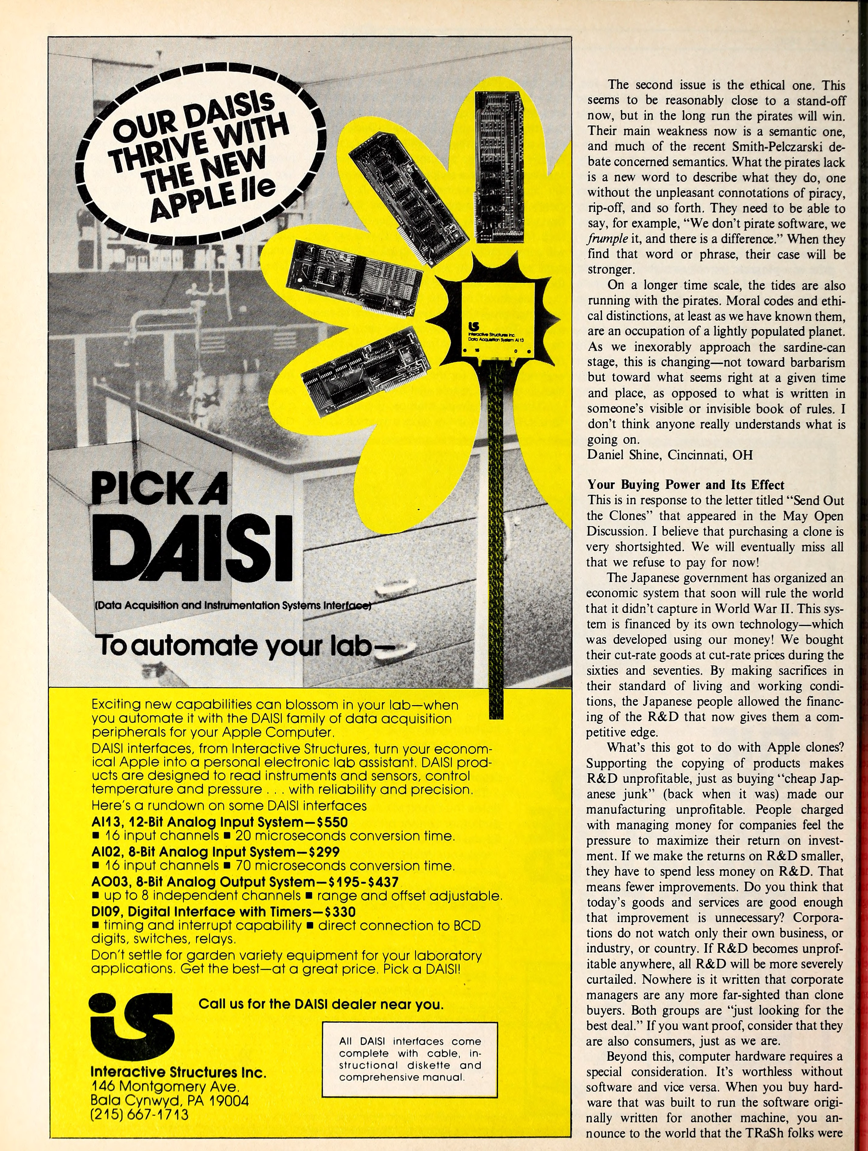 OUR DAISIs
THRIVE WITH
THE NEW
APPLE //e
is
Interactive Structures Inc.
Data Acquisition System AI13
PICK A
DAISI
(Data Acquisition and Instrumentation Systems Interface)
To automate your lab—
Exciting new capabilities can blossom in your lab—when
you automate it with the DAISI family of data acquisition
peripherals for your Apple Computer.
DAISI interfaces, from Interactive Structures, turn your econom-
ical Apple into a personal electronic lab assistant. DAISI prod-
ucts are designed to read instruments and sensors, control
temperature and pressure . . . with reliability and precision.
Here's a rundown on some DAISI interfaces
AI13, 12-Bit Analog Input System—$550
■ 16 input channels ■ 20 microseconds conversion time.
AI02, 8-Bit Analog Input System—$299
■ 16 input channels ■ 70 microseconds conversion time.
AO03, 8-Bit Analog Output System—$195-$437
■ up to 8 independent channels ■ range and offset adjustable.
DI09, Digital Interface with Timers—$330
■ timing and interrupt capability ■ direct connection to BCD
digits, switches, relays.
Don't settle for garden variety equipment for your laboratory
applications. Get the best—at a great price. Pick a DAISI!
is
Call us for the DAISI dealer near you.
Interactive Structures Inc.
146 Montgomery Ave.
Bala Cynwyd, PA 19004
(215) 667-1713
All DAISI interfaces come
complete with cable, in-
structional diskette and
comprehensive manual.
The second issue is the ethical one. This
seems to be reasonably close to a stand-off
now, but in the long run the pirates will win.
Their main weakness now is a semantic one,
and much of the recent Smith-Pelczarski de-
bate concerned semantics. What the pirates lack
is a new word to describe what they do, one
without the unpleasant connotations of piracy,
rip-off, and so forth. They need to be able to
say, for example, "We don't pirate software, we
frumple it, and there is a difference." When they
find that word or phrase, their case will be
stronger.
On a longer time scale, the tides are also
running with the pirates. Moral codes and ethi-
cal distinctions, at least as we have known them,
are an occupation of a lightly populated planet.
As we inexorably approach the sardine-can
stage, this is changing—not toward barbarism
but toward what seems right at a given time
and place, as opposed to what is written in
someone's visible or invisible book of rules. I
don't think anyone really understands what is
going on.
Daniel Shine, Cincinnati, OH
Your Buying Power and Its Effect
This is in response to the letter titled "Send Out
the Clones" that appeared in the May Open
Discussion. I believe that purchasing a clone is
very shortsighted. We will eventually miss all
that we refuse to pay for now!
The Japanese government has organized an
economic system that soon will rule the world
that it didn't capture in World War II. This sys-
tem is financed by its own technology—which
was developed using our money! We bought
their cut-rate goods at cut-rate prices during the
sixties and seventies. By making sacrifices in
their standard of living and working condi-
tions, the Japanese people allowed the financ-
ing of the R&D that now gives them a com-
petitive edge.
What's this got to do with Apple clones?
Supporting the copying of products makes
R&D unprofitable, just as buying "cheap Jap-
anese junk" (back when it was) made our
manufacturing unprofitable. People charged
with managing money for companies feel the
pressure to maximize their return on invest-
ment. If we make the returns on R&D smaller,
they have to spend less money on R&D. That
means fewer improvements. Do you think that
today's goods and services are good enough
that improvement is unnecessary? Corpora-
tions do not watch only their own business, or
industry, or country. If R&D becomes unprof-
itable anywhere, all R&D will be more severely
curtailed. Nowhere is it written that corporate
managers are any more far-sighted than clone
buyers. Both groups are "just looking for the
best deal." If you want proof, consider that they
are also consumers, just as we are.
Beyond this, computer hardware requires a
special consideration. It's worthless without
software and vice versa. When you buy hard-
ware that was built to run the software origi-
nally written for another machine, you an-
nounce to the world that the TRaSh folks were